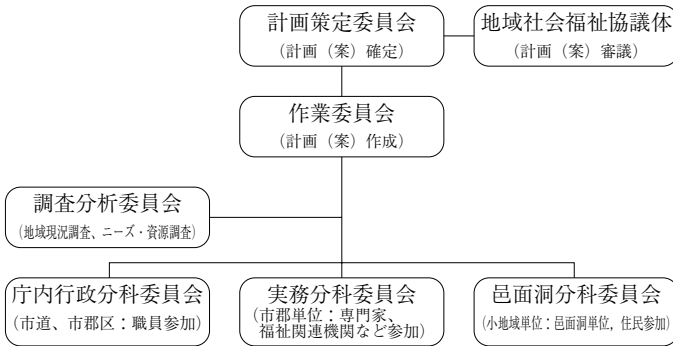 計画策定委員会
(計画（案）確定)
地域社会福祉協議体
(計画（案）審議)
作業委員会
(計画（案）作成)
調査分析委員会
(地域現況調査、ニーズ・資源調査)
庁内行政分科委員会
(市道、市郡区：職員参加)
実務分科委員会
(市郡単位：専門家、
福祉関連機関など参加)
邑面洞分科委員会
(小地域単位：邑面洞単位，住民参加)